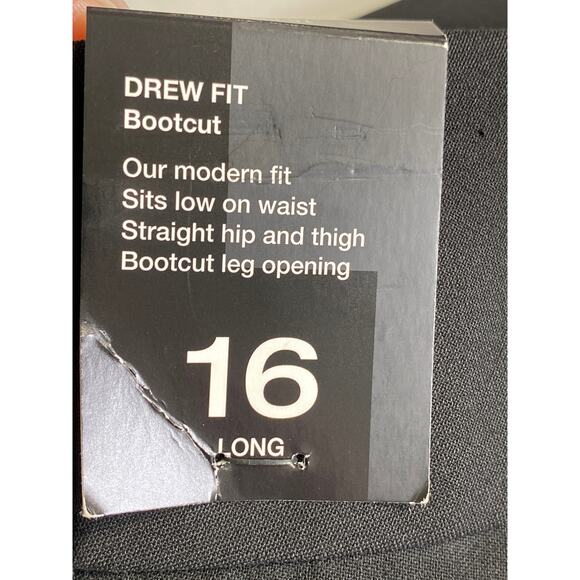 DREW FIT
Bootcut
Our modern fit
Sits low on waist
Straight hip and thigh
Bootcut leg opening
16
LONG